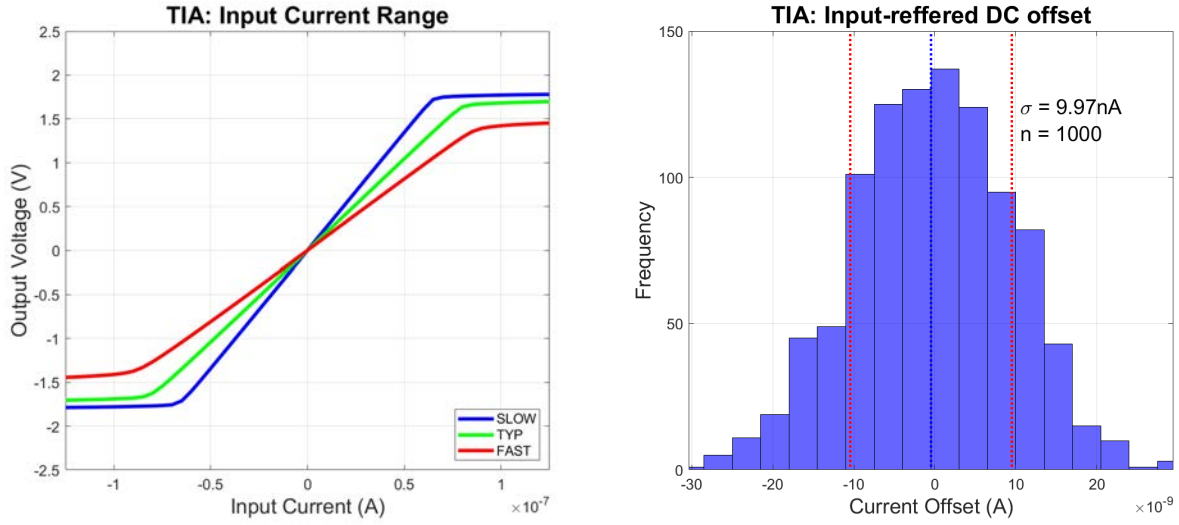 TIA: Input Current Range
2.5
2
1.5
1
0.5
0
-0.5
-1
-1.5
-2
-2.5
Output Voltage (V)
SLOW
TYP
FAST
-1
-0.5
0
0.5
1
×10⁻⁷
Input Current (A)
TIA: Input-reffered DC offset
150
100
50
0
Frequency
σ = 9.97nA
n = 1000
-30
-20
-10
0
10
20
×10⁻⁹
Current Offset (A)